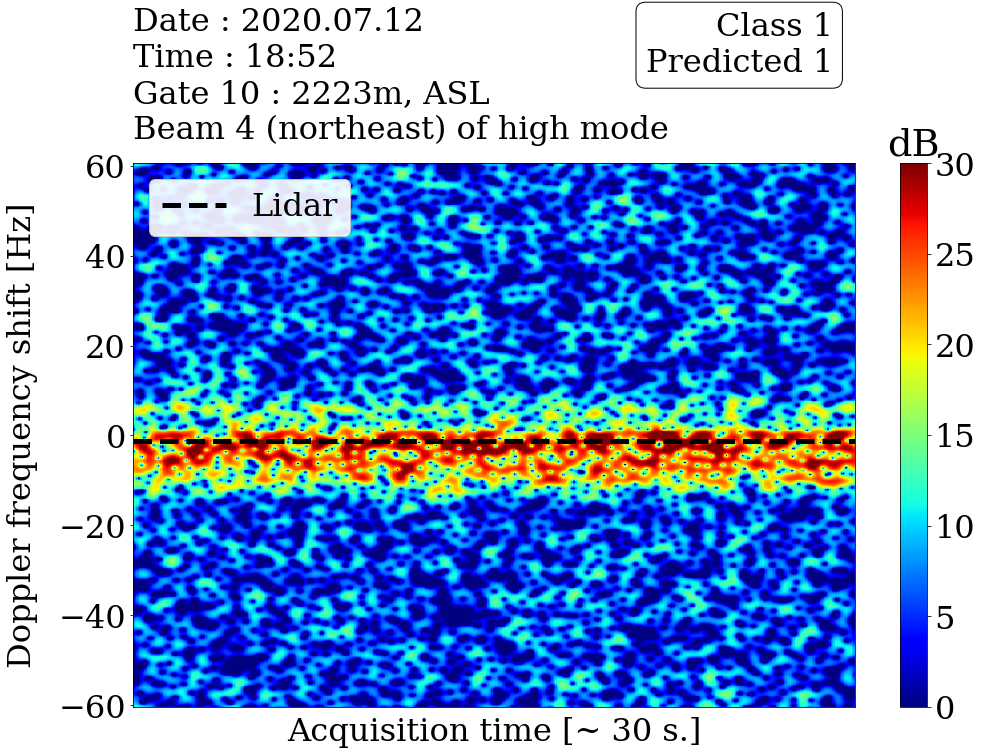 Date : 2020.07.12
Time : 18:52
Gate 10 : 2223m, ASL
Beam 4 (northeast) of high mode
Class 1
Predicted 1
dB
Lidar
Doppler frequency shift [Hz]
60
40
20
0
−20
−40
−60
Acquisition time [~ 30 s.]
30
25
20
15
10
5
0